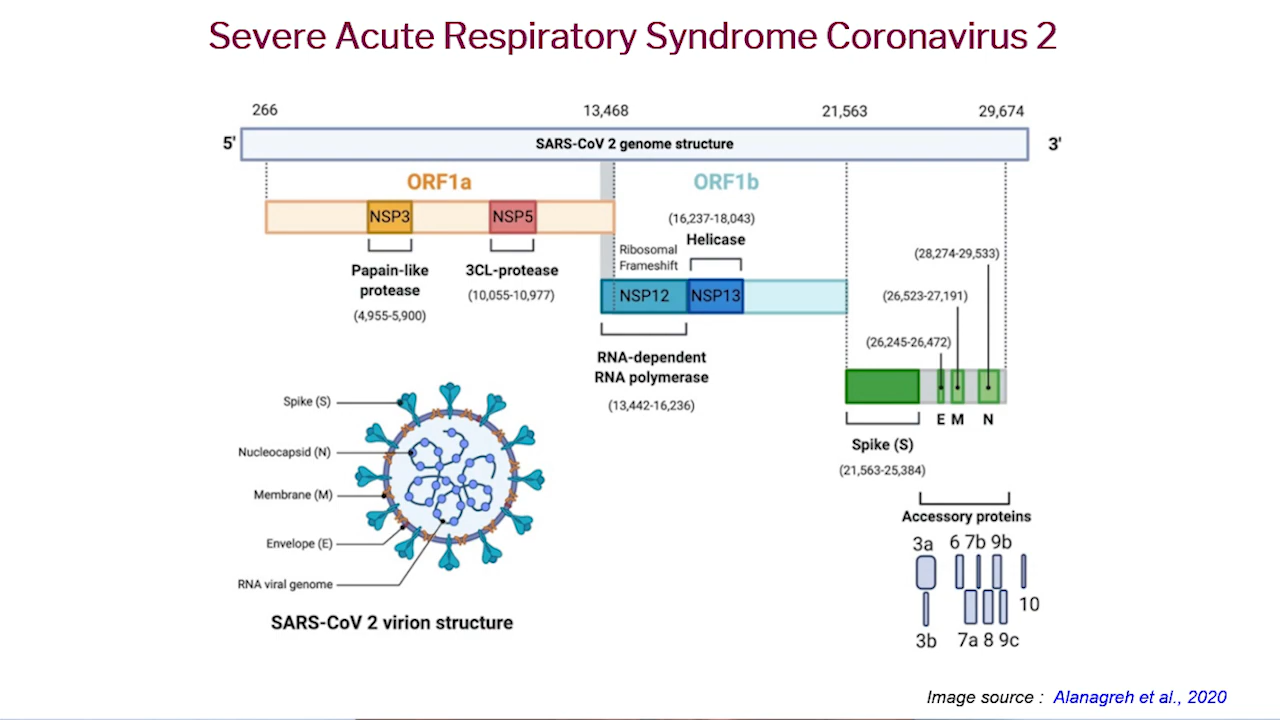 Severe Acute Respiratory Syndrome Coronavirus 2
266 13,468 21,563 29,674
5' SARS-CoV 2 genome structure 3'
ORF1a ORF1b
NSP3 NSP5
(16,237-18,043)
Helicase
Ribosomal
Frameshift
(28,274-29,533)
Papain-like
protease
(4,955-5,900)
3CL-protease
(10,055-10,977)
NSP12 NSP13
(26,523-27,191)
(26,245-26,472)
RNA-dependent
RNA polymerase
(13,442-16,236)
E M N
Spike (S)
(21,563-25,384)
Spike (S)
Nucleocapsid (N)
Membrane (M)
Envelope (E)
RNA viral genome
SARS-CoV 2 virion structure
Accessory proteins
3a 6 7b 9b
10
3b 7a 8 9c
Image source : Alanagreh et al., 2020